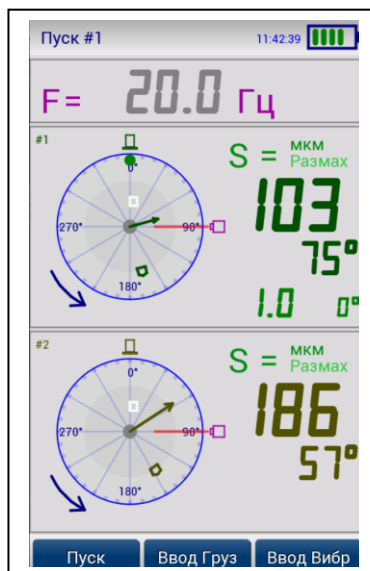 Пуск #1 11:42:39
F= 20.0 Гц
#1
S = мкм
Размах
0°
103
270° 90°
75°
180°
1.0 0°
#2
S = мкм
Размах
0°
186
270° 90°
57°
180°
Пуск Ввод Груз Ввод Вибр